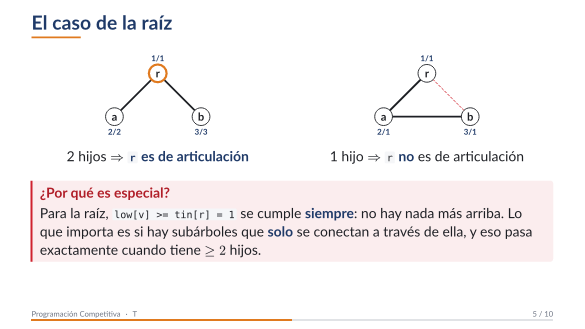 El caso de la raíz
1/1
r
a
b
2/2
3/3
2 hijos ⇒ r es de articulación
1/1
r
a
b
2/1
3/1
1 hijo ⇒ r no es de articulación
¿Por qué es especial?
Para la raíz, low[v] >= tin[r] = 1 se cumple siempre: no hay nada más arriba. Lo
que importa es si hay subárboles que solo se conectan a través de ella, y eso pasa
exactamente cuando tiene ≥ 2 hijos.
Programación Competitiva · T
5 / 10